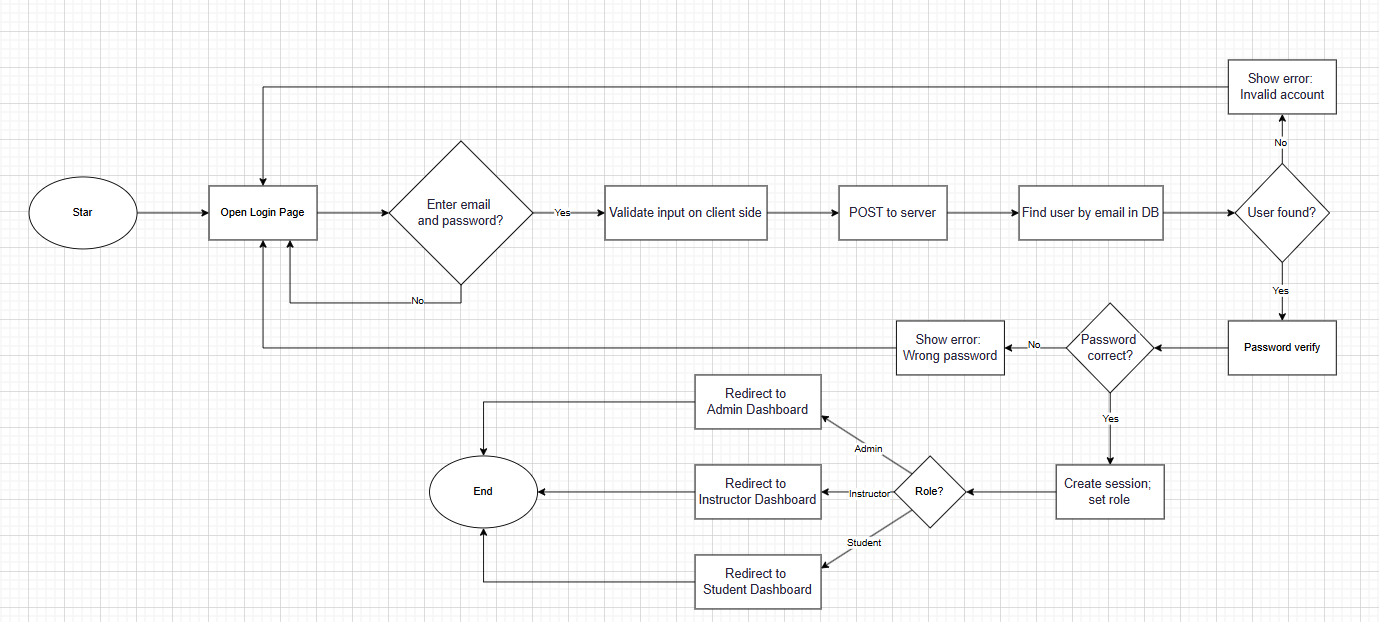 Show error:
Invalid account
No
Star
Open Login Page
Enter email
and password?
Yes
Validate input on client side
POST to server
Find user by email in DB
User found?
No
Yes
Show error:
Wrong password
No
Password
correct?
Password verify
Redirect to
Admin Dashboard
Yes
Admin
End
Redirect to
Instructor Dashboard
Instructor
Role?
Create session;
set role
Student
Redirect to
Student Dashboard